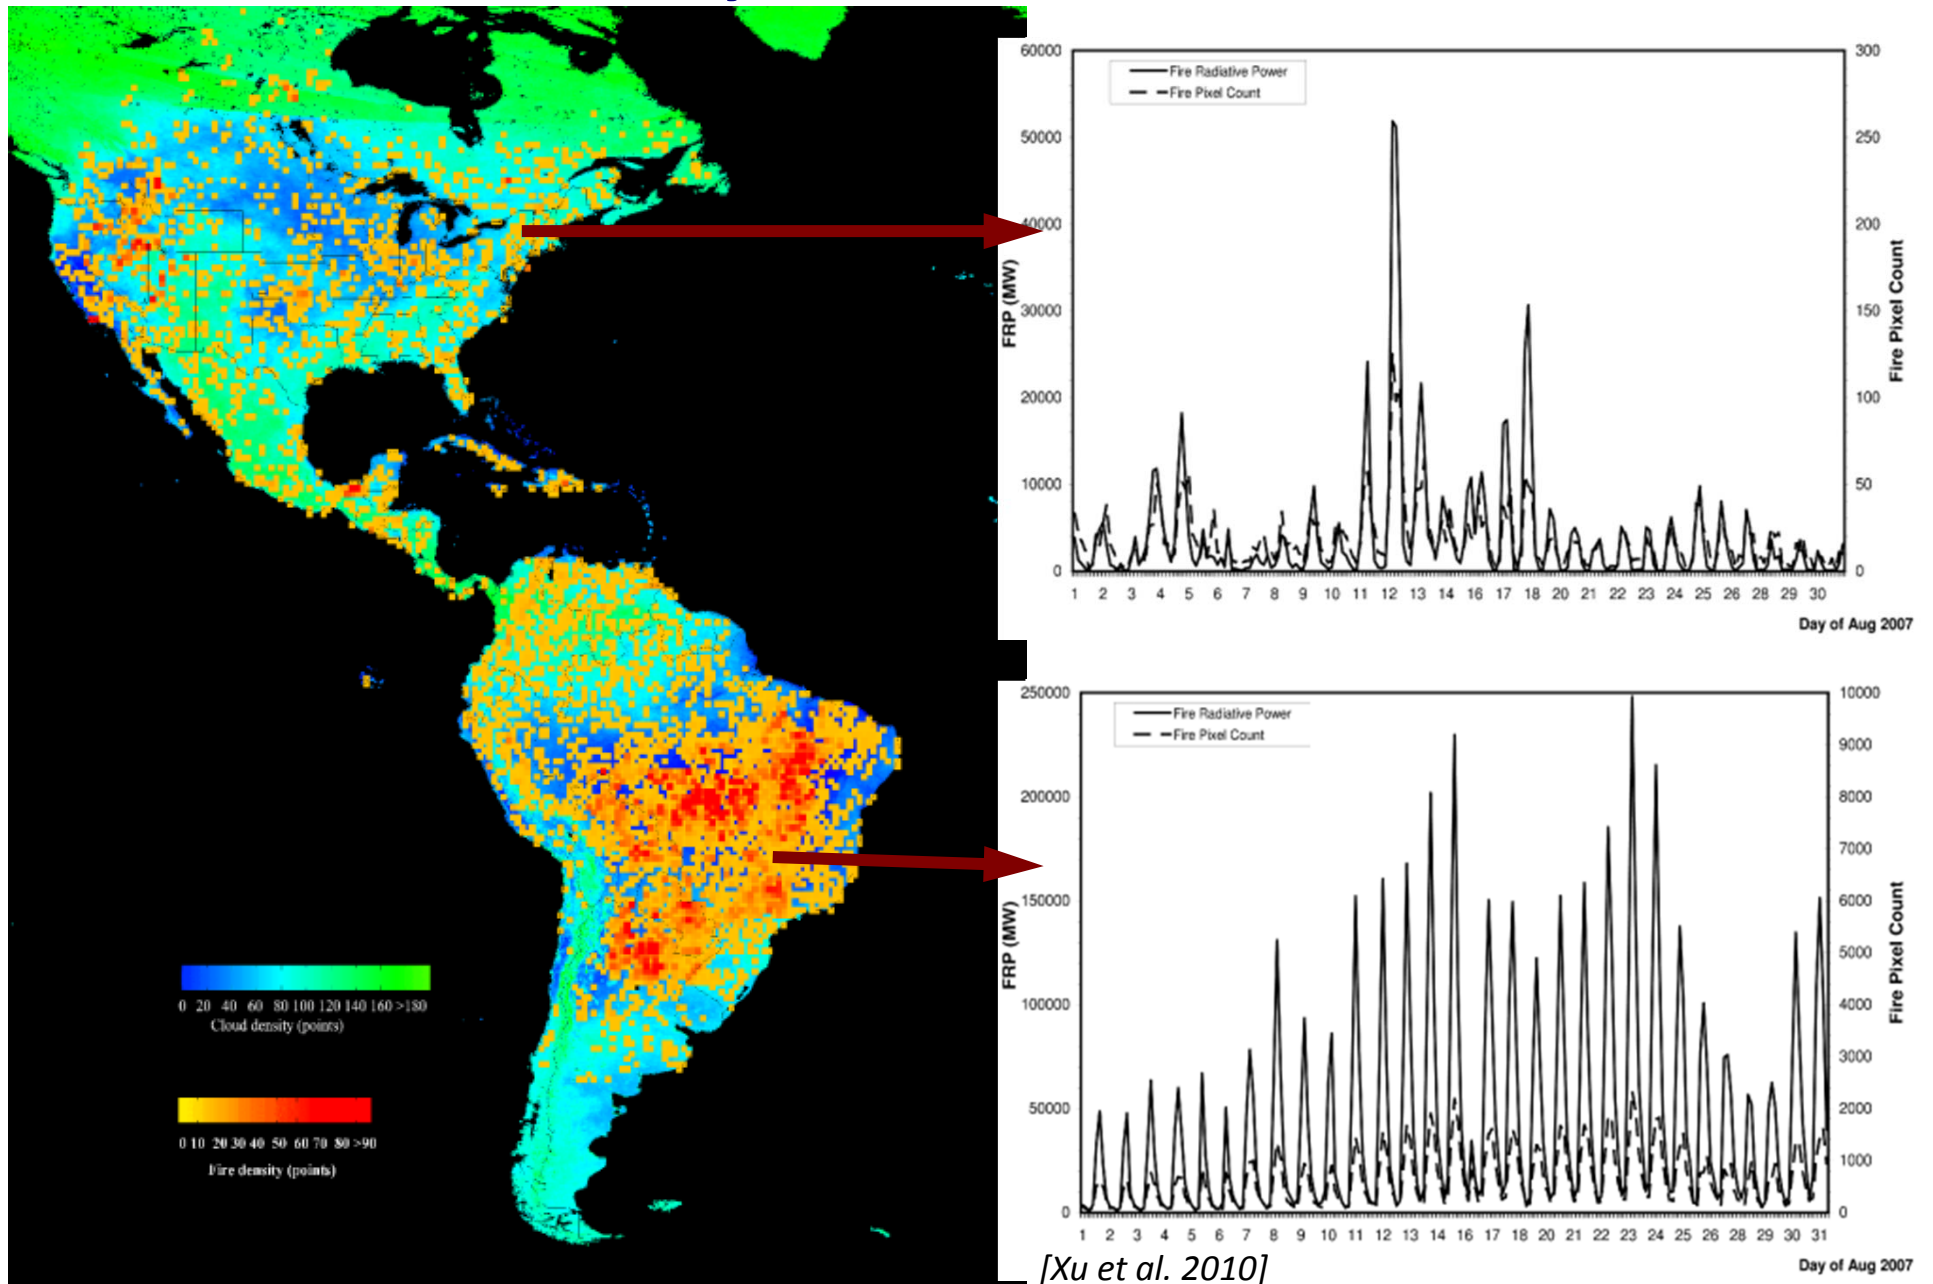 60000
50000
40000
30000
20000
10000
0
300
250
200
150
100
50
0
Fire Radiative Power
Fire Pixel Count
FRP (MW)
Fire Pixel Count
1 2 3 4 5 6 7 8 9 10 11 12 13 14 16 17 18 20 21 22 23 24 25 26 28 29 30
Day of Aug 2007
250000
200000
150000
100000
50000
0
10000
9000
8000
7000
6000
5000
4000
3000
2000
1000
0
Fire Radiative Power
Fire Pixel Count
FRP (MW)
Fire Pixel Count
1 2 3 4 5 6 7 8 9 10 11 12 13 14 16 17 18 19 20 21 22 23 24 25 26 28 29 30 31
Day of Aug 2007
0 20 40 60 80 100 120 140 160 >180
Cloud density (points)
0 10 20 30 40 50 60 70 80 >90
Fire density (points)
[Xu et al. 2010]